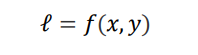 ℓ = f(x, y)